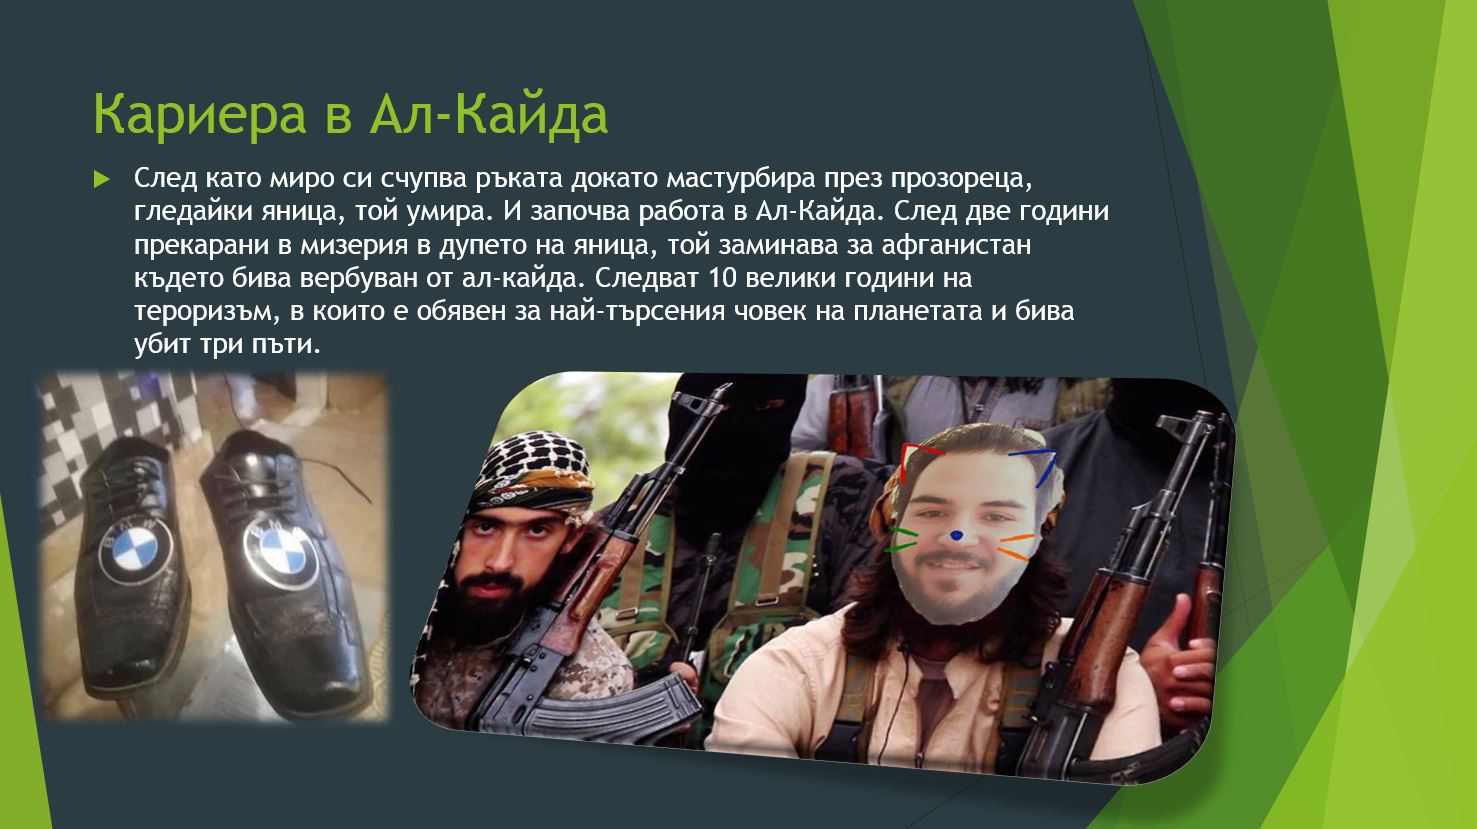 Кариера в Ал-Кайда
След като миро си счупва ръката докато мастурбира през прозореца,
гледайки яница, той умира. И започва работа в Ал-Кайда. След две години
прекарани в мизерия в дупето на яница, той заминава за афганистан
където бива вербуван от ал-кайда. Следват 10 велики години на
тероризъм, в които е обявен за най-търсения човек на планетата и бива
убит три пъти.
BMW
BMW